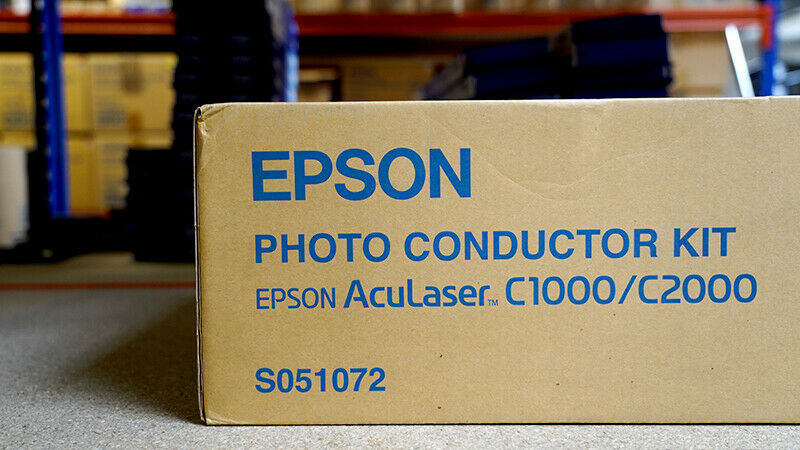 EPSON
PHOTO CONDUCTOR KIT
EPSON AcuLaser™ C1000/C2000
S051072